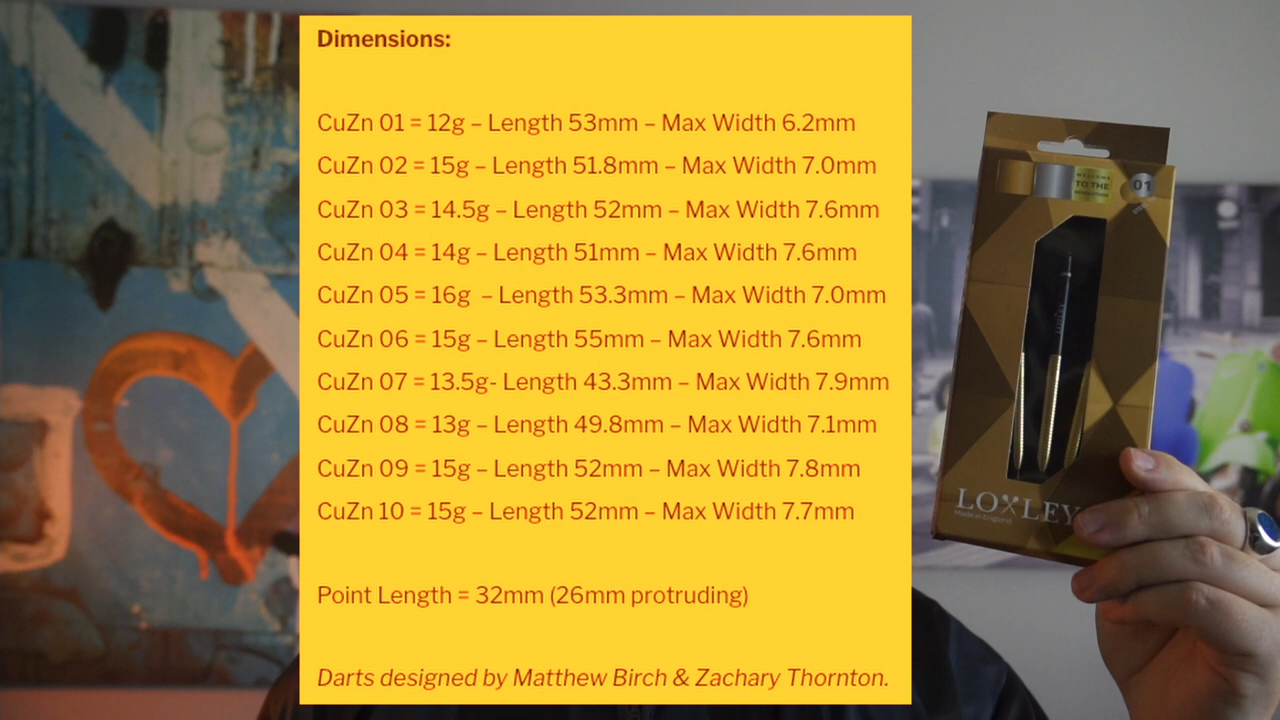 Dimensions:
CuZn 01 = 12g – Length 53mm – Max Width 6.2mm
CuZn 02 = 15g – Length 51.8mm – Max Width 7.0mm
CuZn 03 = 14.5g – Length 52mm – Max Width 7.6mm
CuZn 04 = 14g – Length 51mm – Max Width 7.6mm
CuZn 05 = 16g  – Length 53.3mm – Max Width 7.0mm
CuZn 06 = 15g – Length 55mm – Max Width 7.6mm
CuZn 07 = 13.5g- Length 43.3mm – Max Width 7.9mm
CuZn 08 = 13g – Length 49.8mm – Max Width 7.1mm
CuZn 09 = 15g – Length 52mm – Max Width 7.8mm
CuZn 10 = 15g – Length 52mm – Max Width 7.7mm
Point Length = 32mm (26mm protruding)
Darts designed by Matthew Birch & Zachary Thornton.
TO THE
01
LOXLEY
Made in England